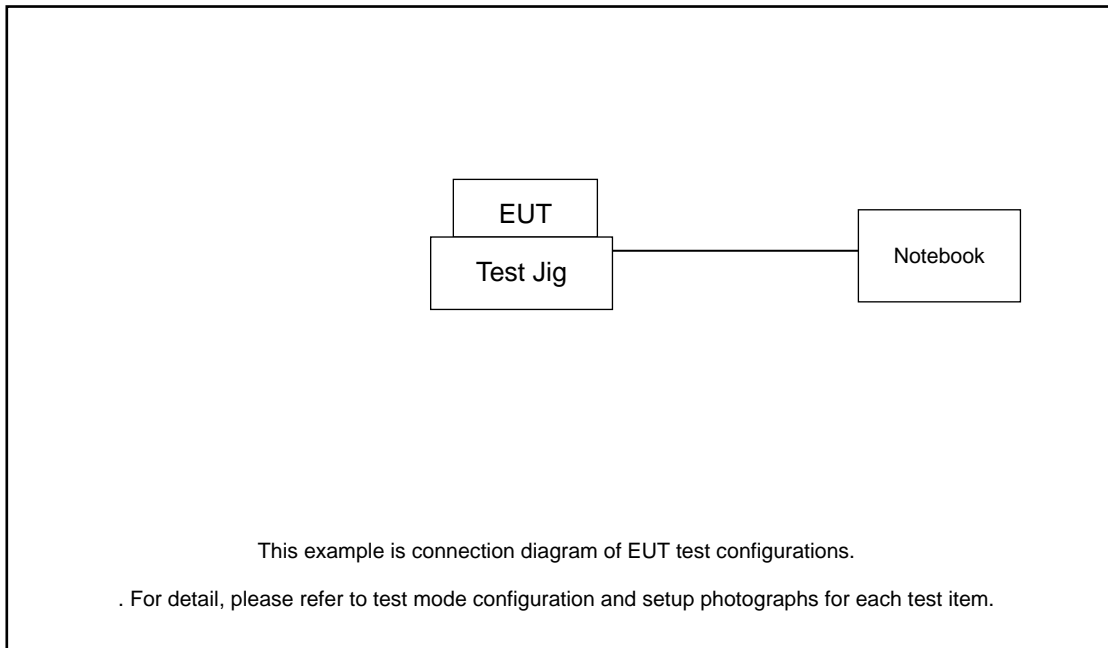 EUT
Test Jig
Notebook
This example is connection diagram of EUT test configurations.
. For detail, please refer to test mode configuration and setup photographs for each test item.